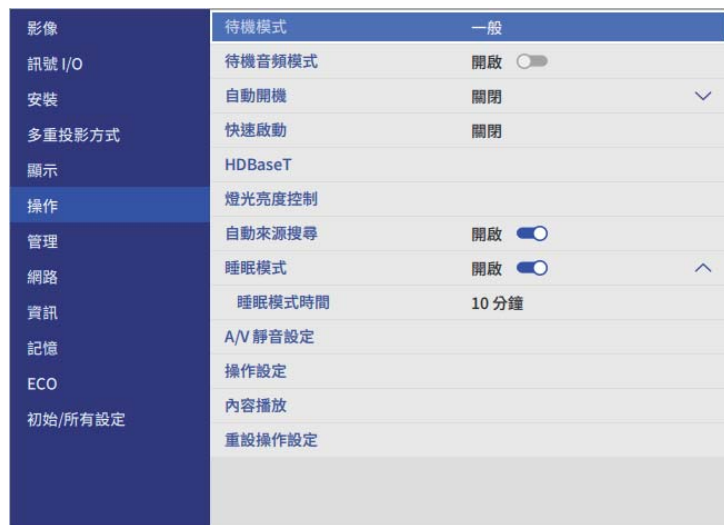 影像
訊號 I/O
安裝
多重投影方式
顯示
操作
管理
網路
資訊
記憶
ECO
初始/所有設定
待機模式 一般
待機音頻模式 開啟
自動開機 關閉
快速啟動 關閉
HDBaseT
燈光亮度控制
自動來源搜尋 開啟
睡眠模式 開啟
睡眠模式時間 10 分鐘
A/V 靜音設定
操作設定
內容播放
重設操作設定